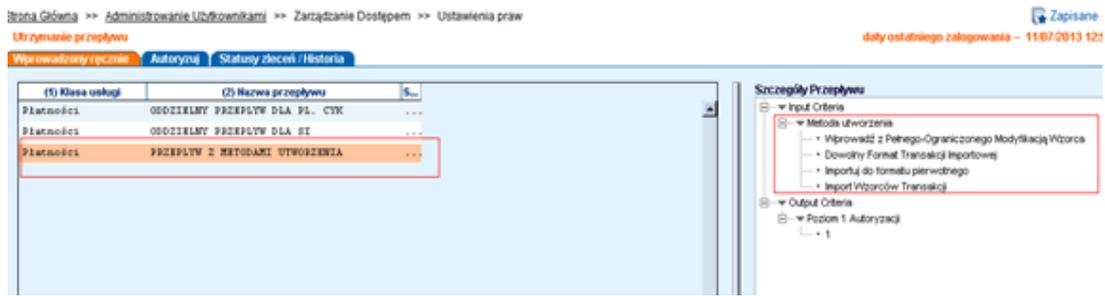 Strona Główna >> Administrowanie Użytkownikami >> Zarządzanie Dostępem >> Ustawienia praw
Zapisane
Utrzymanie przepływu
daty ostatniego zalogowania – 11/07/2013 12:5
Wprowadzony ręcznie Autoryzuj Statusy zleceń / Historia
(1) Klasa usługi (2) Nazwa przepływu S...
Płatności ODDZIELNY PRZEPŁYW DLA PL. CYK ...
Płatności ODDZIELNY PRZEPŁYW DLA SI ...
Płatności PRZEPŁYW Z METODAMI UTWORZENIA ...
Szczegóły Przepływu
Input Criteria
Metoda utworzenia
Wprowadź z Pełnego-Ograniczonego Modyfikacją Wzorca
Dowolny Format Transakcji Importowej
Importuj do formatu pierwotnego
Import Wzorców Transakcji
Output Criteria
Poziom 1 Autoryzacji
1